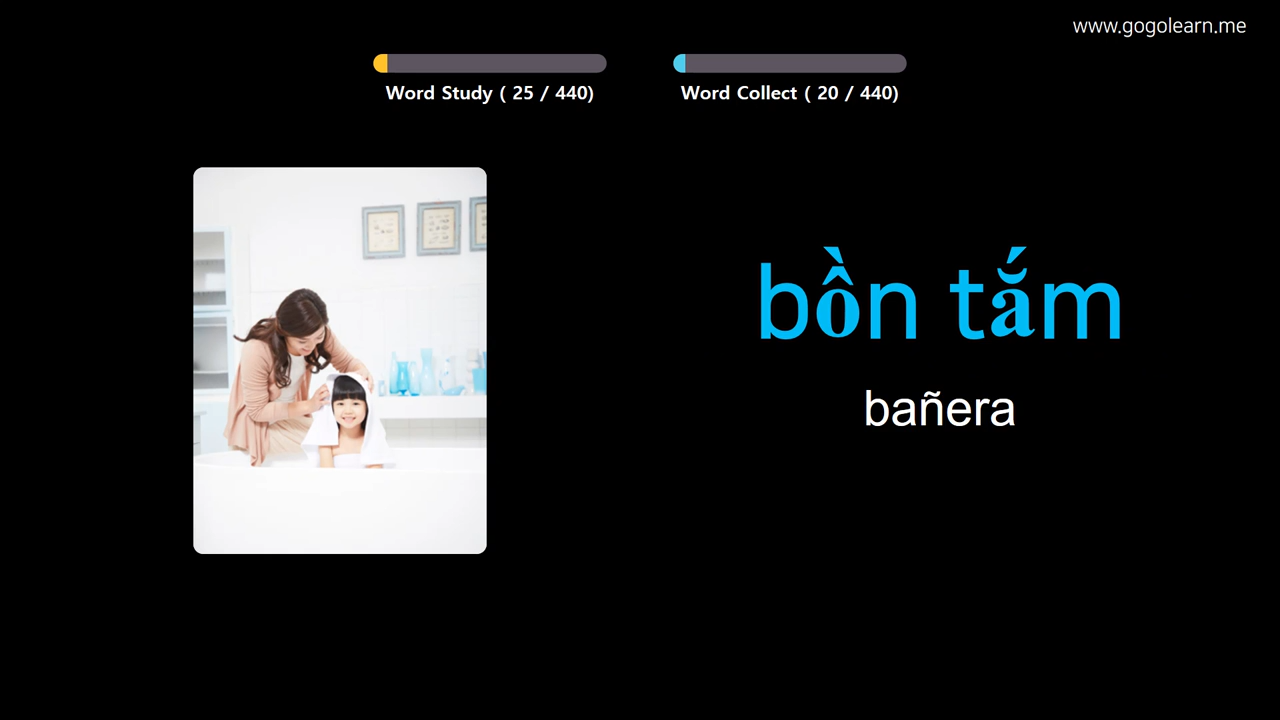 www.gogolearn.me
Word Study ( 25 / 440)
Word Collect ( 20 / 440)
bồn tắm
bañera